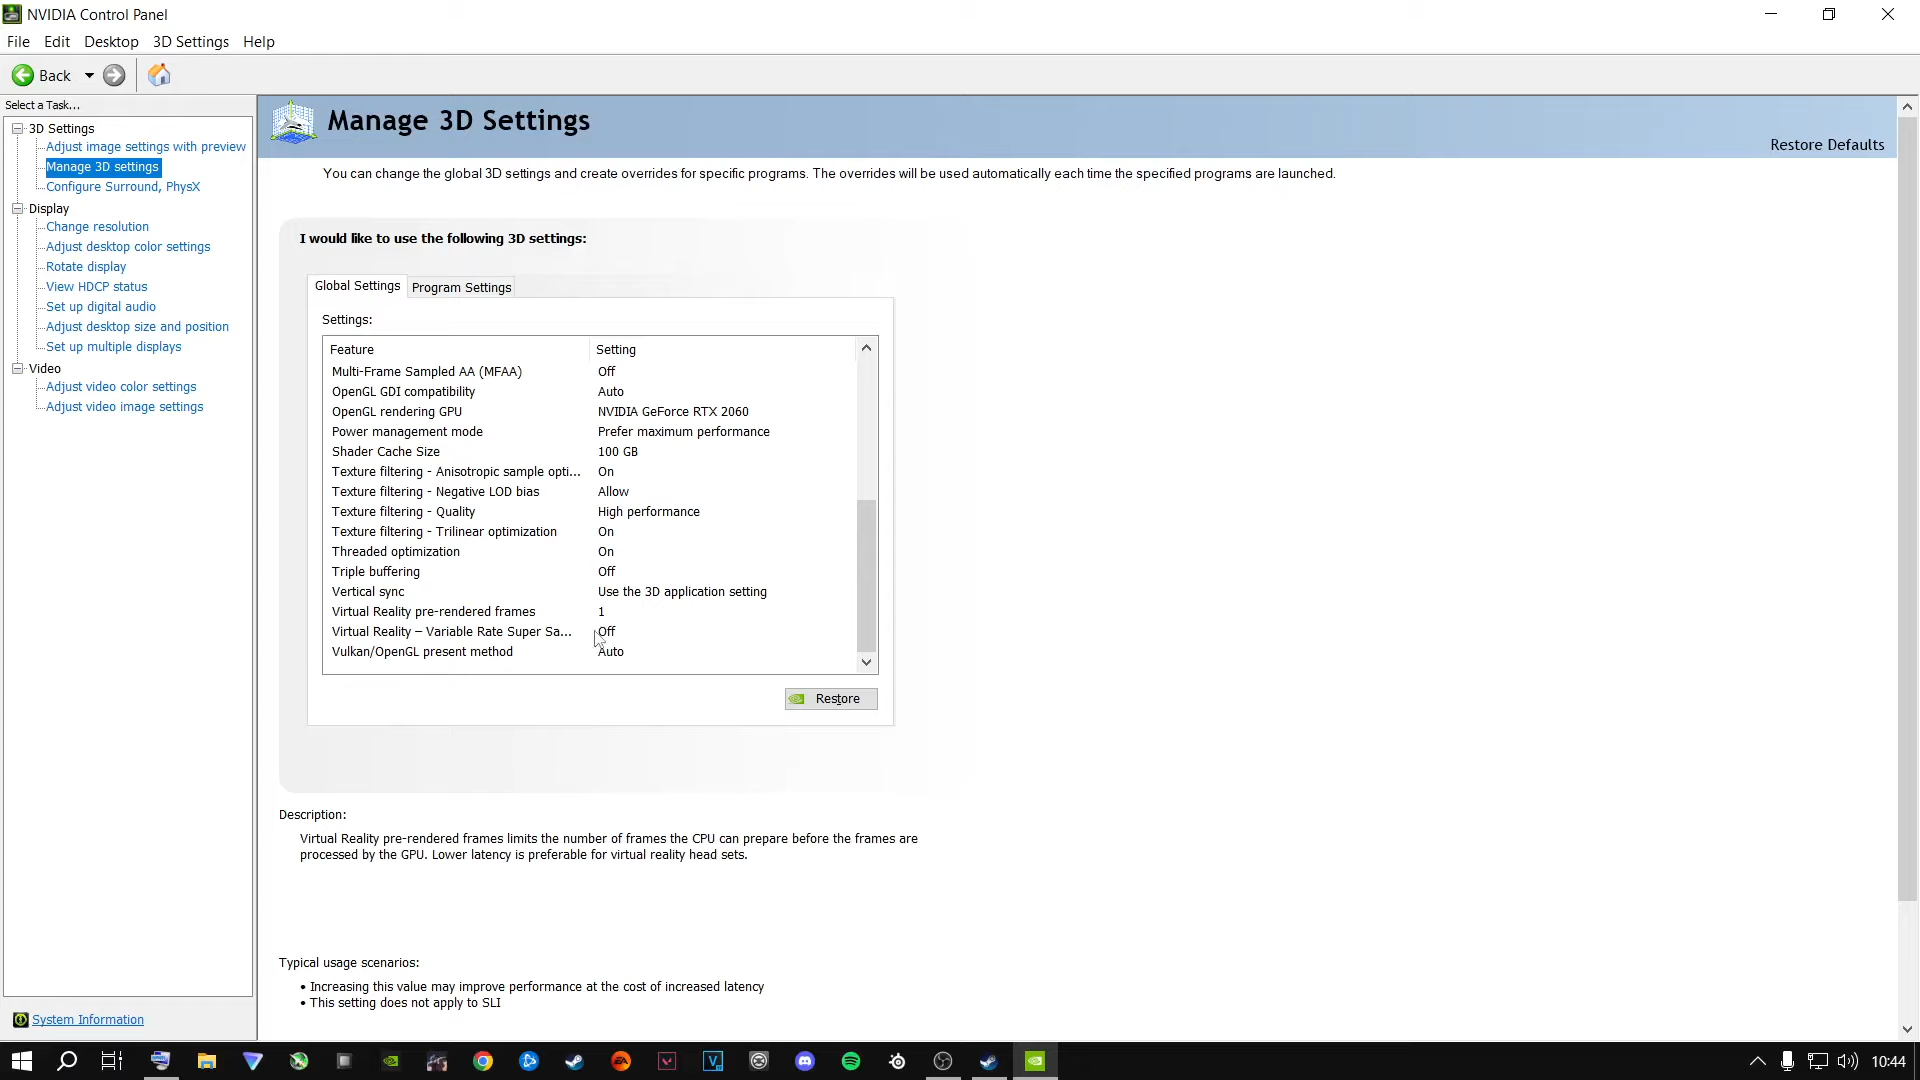 NVIDIA Control Panel
File Edit Desktop 3D Settings Help
Back
Select a Task...
3D Settings
Adjust image settings with preview
Manage 3D settings
Configure Surround, PhysX
Display
Change resolution
Adjust desktop color settings
Rotate display
View HDCP status
Set up digital audio
Adjust desktop size and position
Set up multiple displays
Video
Adjust video color settings
Adjust video image settings
System Information
Manage 3D Settings
Restore Defaults
You can change the global 3D settings and create overrides for specific programs. The overrides will be used automatically each time the specified programs are launched.
I would like to use the following 3D settings:
Global Settings Program Settings
Settings:
Feature Setting
Multi-Frame Sampled AA (MFAA) Off
OpenGL GDI compatibility Auto
OpenGL rendering GPU NVIDIA GeForce RTX 2060
Power management mode Prefer maximum performance
Shader Cache Size 100 GB
Texture filtering - Anisotropic sample opti... On
Texture filtering - Negative LOD bias Allow
Texture filtering - Quality High performance
Texture filtering - Trilinear optimization On
Threaded optimization On
Triple buffering Off
Vertical sync Use the 3D application setting
Virtual Reality pre-rendered frames 1
Virtual Reality – Variable Rate Super Sa... Off
Vulkan/OpenGL present method Auto
Restore
Description:
Virtual Reality pre-rendered frames limits the number of frames the CPU can prepare before the frames are
processed by the GPU. Lower latency is preferable for virtual reality head sets.
Typical usage scenarios:
• Increasing this value may improve performance at the cost of increased latency
• This setting does not apply to SLI
10:44